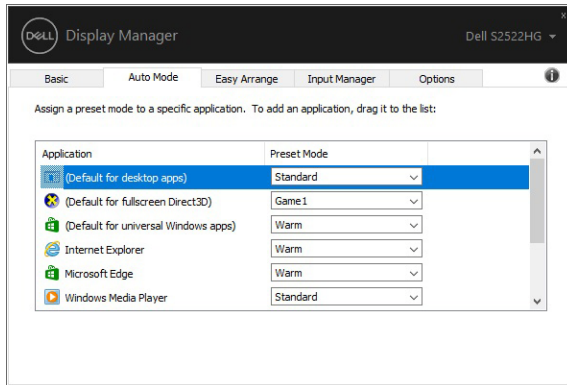 x
DELL Display Manager
Dell S2522HG
Basic Auto Mode Easy Arrange Input Manager Options
Assign a preset mode to a specific application. To add an application, drag it to the list:
Application Preset Mode
(Default for desktop apps) Standard
(Default for fullscreen Direct3D) Game1
(Default for universal Windows apps) Warm
Internet Explorer Warm
Microsoft Edge Warm
Windows Media Player Standard